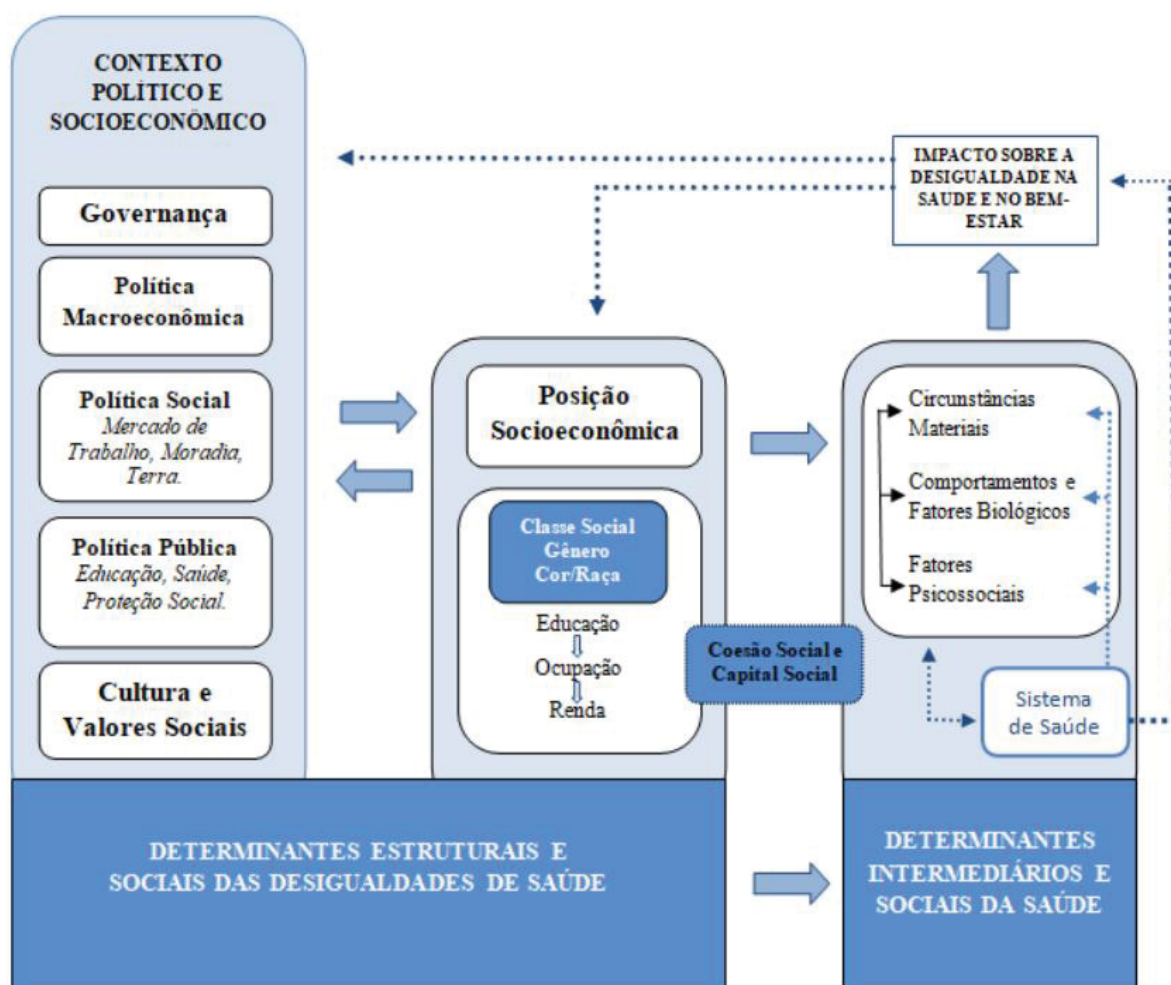 CONTEXTO
POLÍTICO E
SOCIOECONÔMICO
Governança
Política
Macroeconômica
Política Social
Mercado de
Trabalho, Moradia,
Terra.
Política Pública
Educação, Saúde,
Proteção Social.
Cultura e
Valores Sociais
Posição
Socioeconômica
Classe Social
Gênero
Cor/Raça
Educação
Ocupação
Renda
Coesão Social e
Capital Social
IMPACTO SOBRE A
DESIGUALDADE NA
SAUDE E NO BEM-
ESTAR
Circunstâncias
Materiais
Comportamentos e
Fatores Biológicos
Fatores
Psicossociais
Sistema
de Saúde
DETERMINANTES ESTRUTURAIS E
SOCIAIS DAS DESIGUALDADES DE SAÚDE
DETERMINANTES
INTERMEDIÁRIOS E
SOCIAIS DA SAÚDE